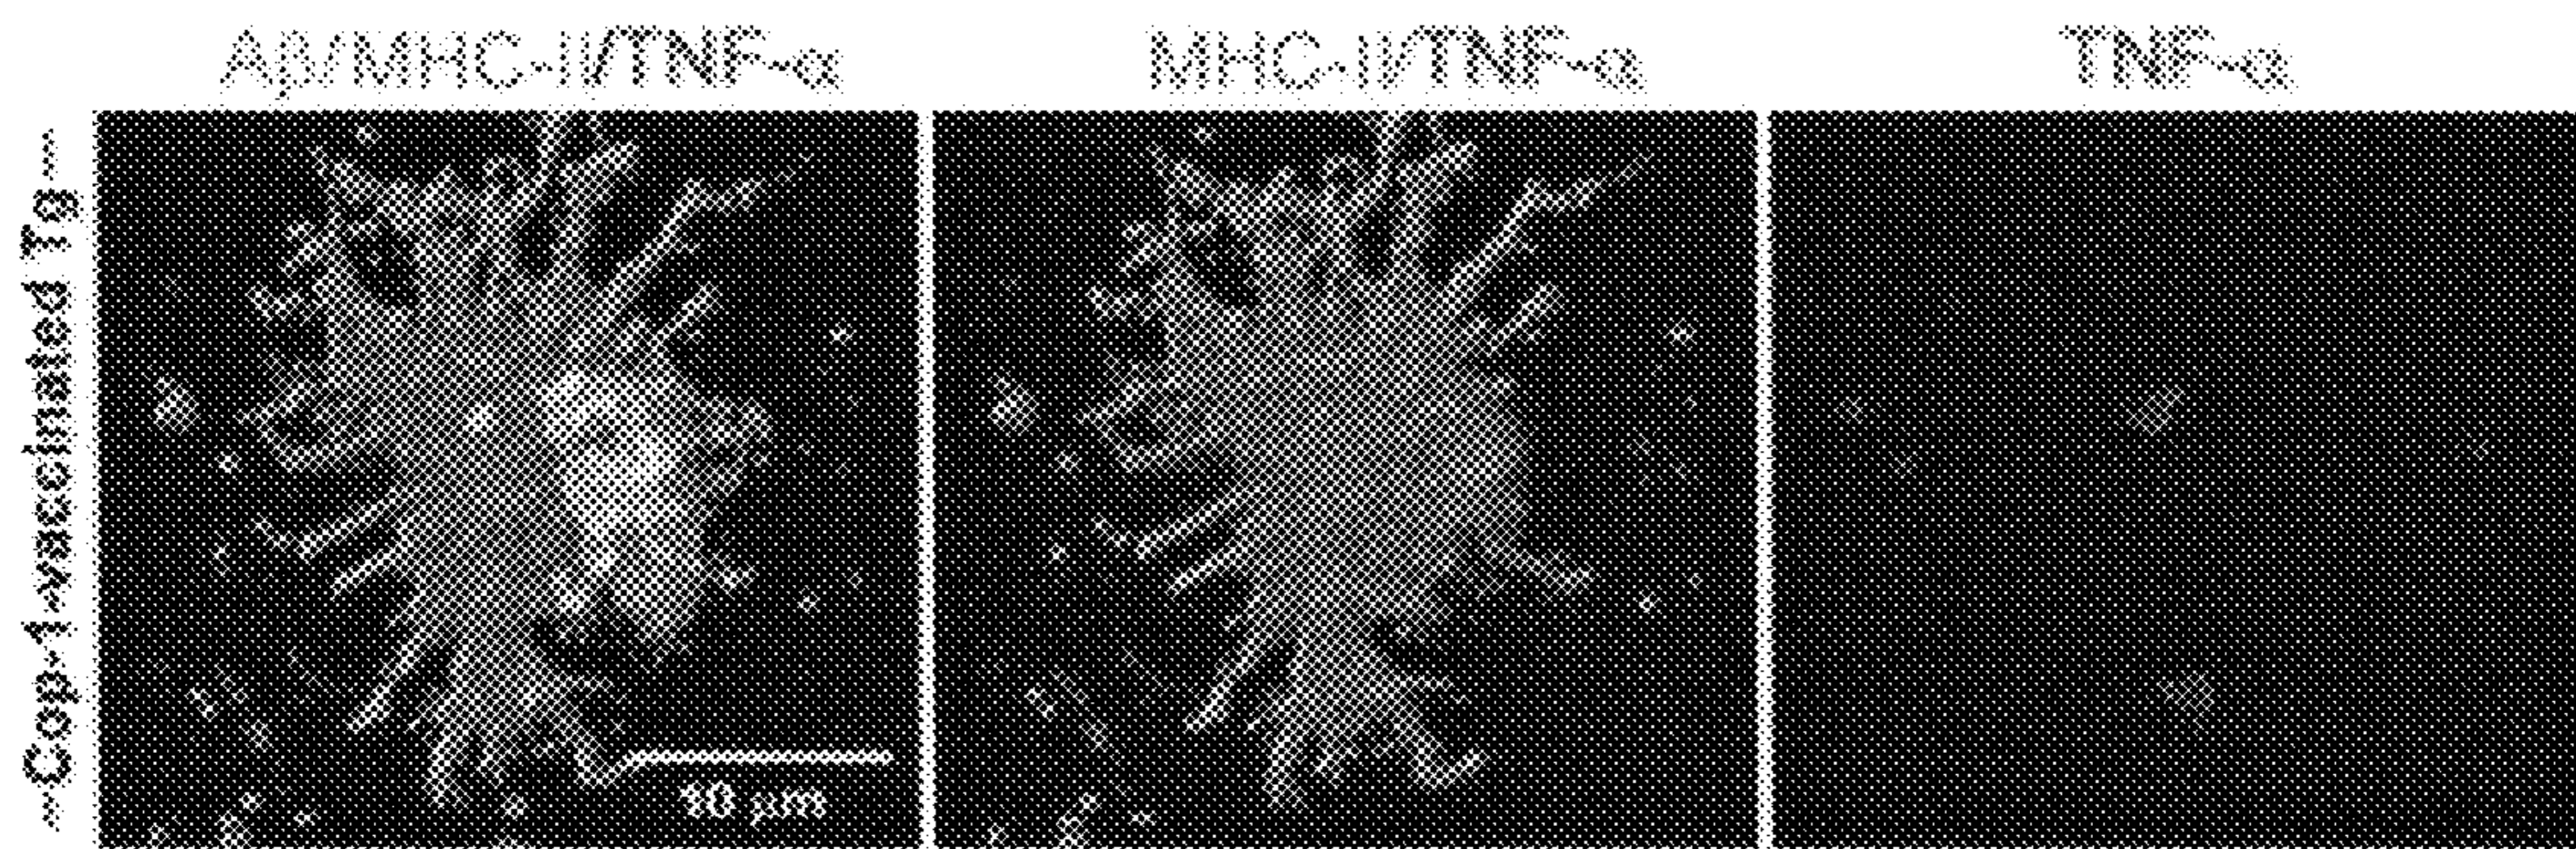 Aβ/MHC-II/TNF-α
MHC-II/TNF-α
TNF-α
Cop-1-vaccinated Tg
10 μm